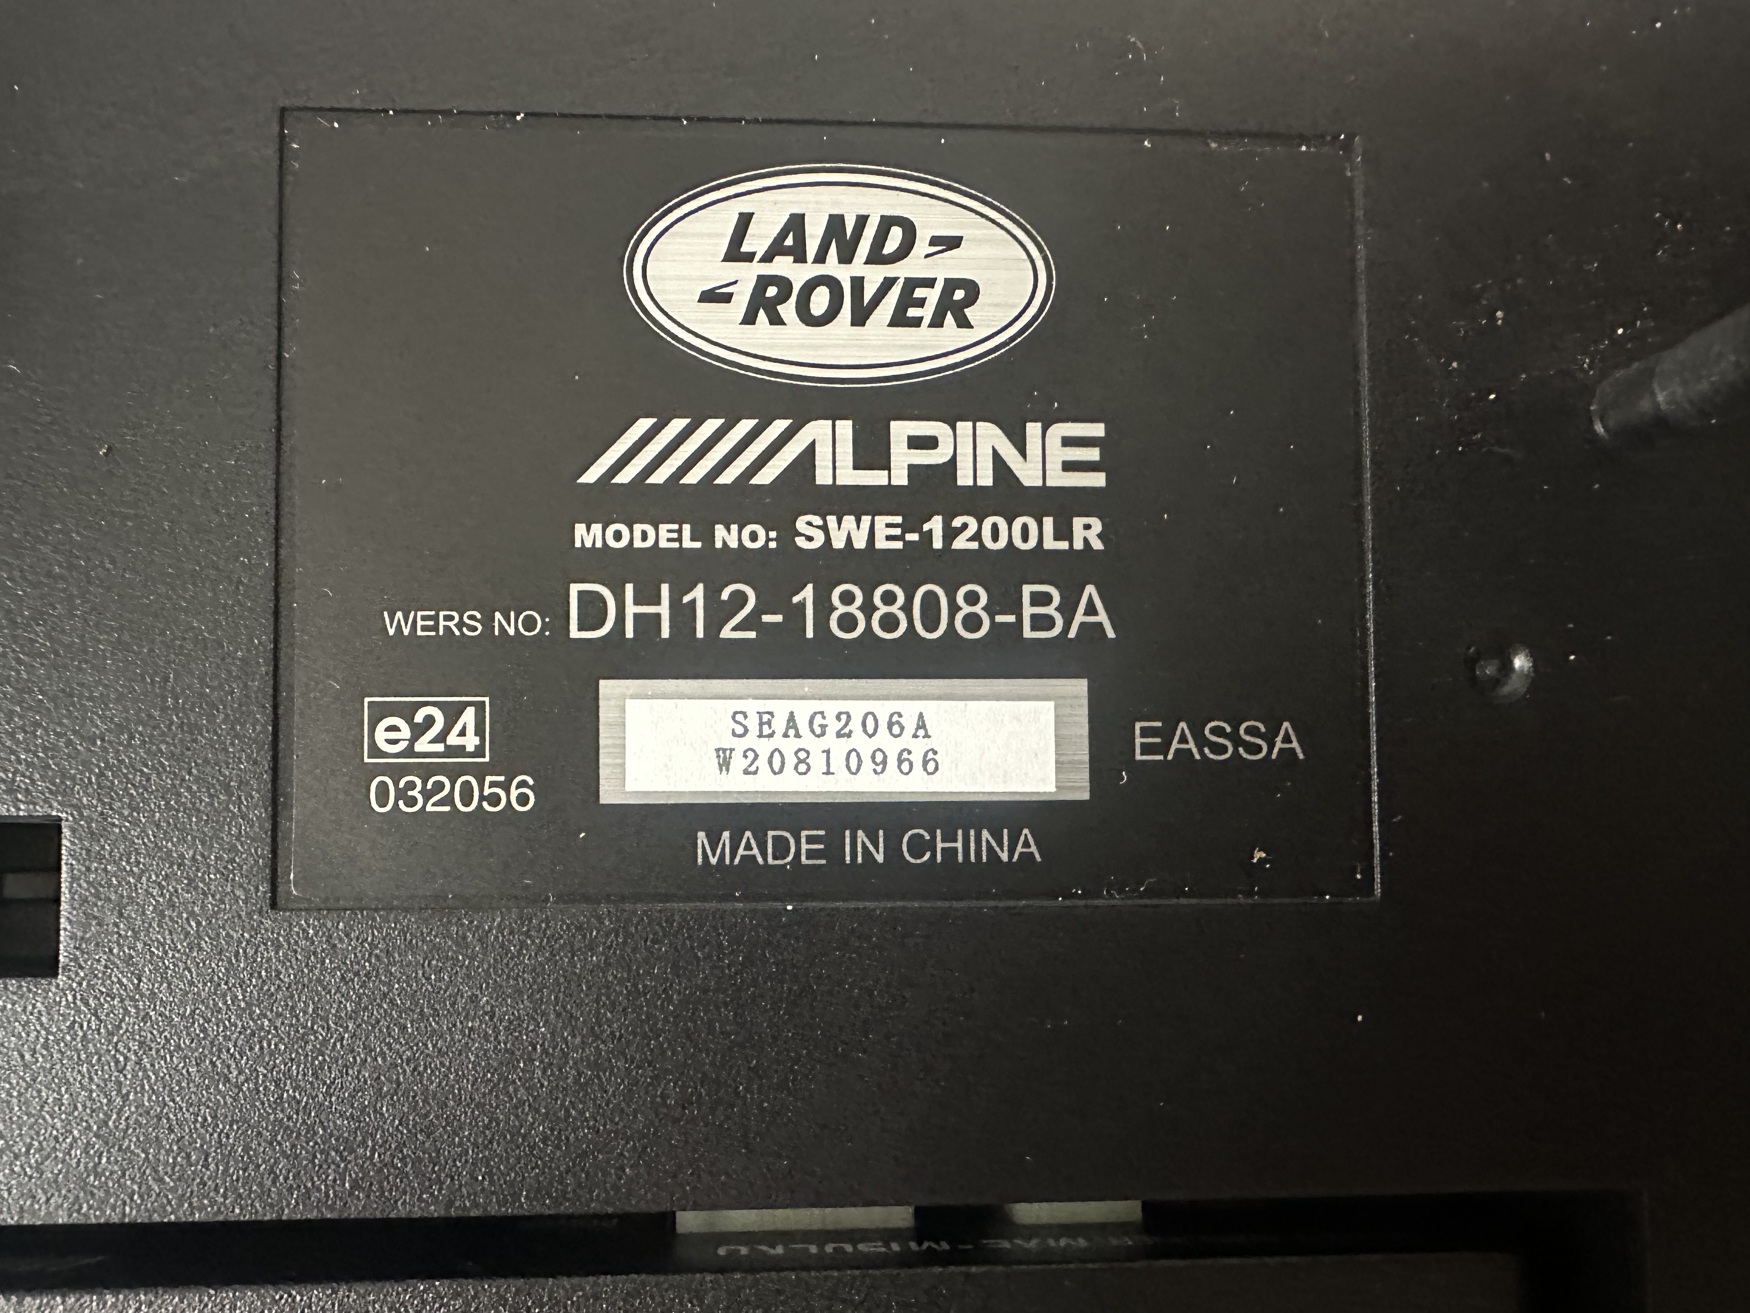 LAND-
-ROVER
ALPINE
MODEL NO: SWE-1200LR
WERS NO: DH12-18808-BA
e24
032056
SEAG206A
W20810966
EASSA
MADE IN CHINA